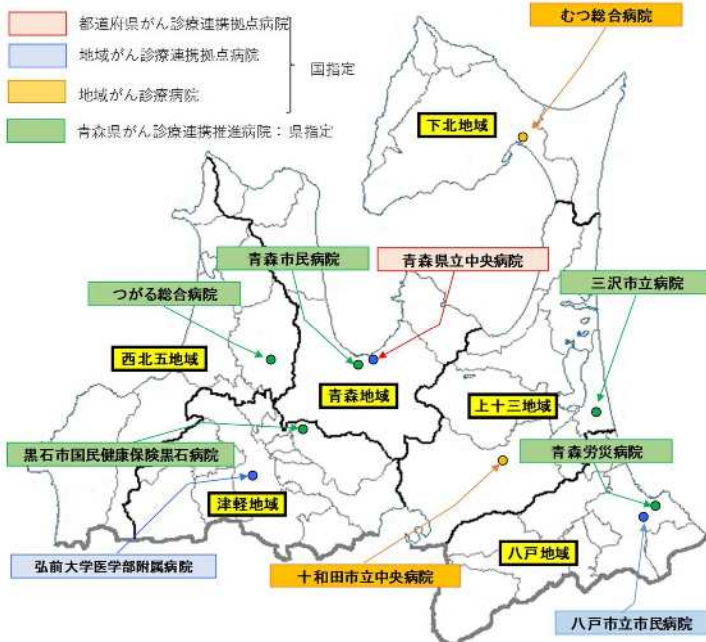 都道府県がん診療連携拠点病院
地域がん診療連携拠点病院
国指定
地域がん診療病院
青森県がん診療連携推進病院：県指定
むつ総合病院
下北地域
青森市民病院
青森県立中央病院
三沢市立病院
つがる総合病院
西北五地域
青森地域
上十三地域
黒石市国民健康保険黒石病院
青森労災病院
津軽地域
八戸地域
弘前大学医学部附属病院
十和田市立中央病院
八戸市立市民病院